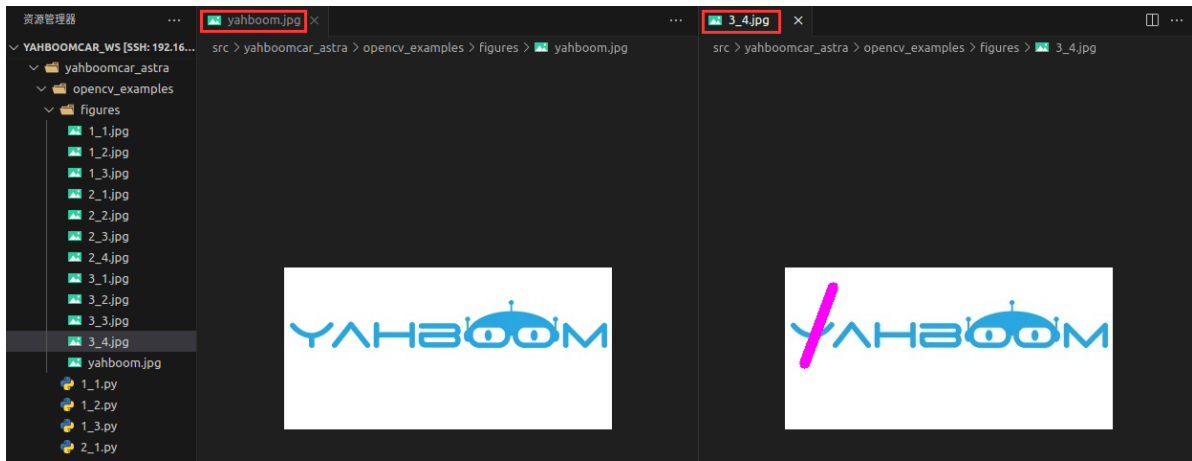 资源管理器 ···
YAHBOOMCAR_WS [SSH: 192.16...
yahboomcar_astra
opencv_examples
figures
1_1.jpg
1_2.jpg
1_3.jpg
2_1.jpg
2_2.jpg
2_3.jpg
2_4.jpg
3_1.jpg
3_2.jpg
3_3.jpg
3_4.jpg
yahboom.jpg
1_1.py
1_2.py
1_3.py
2_1.py
yahboom.jpg ···
src > yahboomcar_astra > opencv_examples > figures > yahboom.jpg
YAHBOOM
3_4.jpg ···
src > yahboomcar_astra > opencv_examples > figures > 3_4.jpg
YAHBOOM